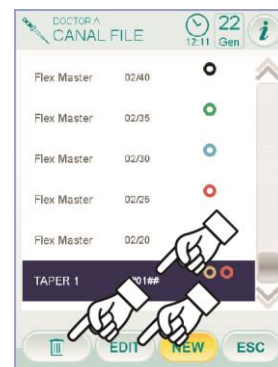 DOCTOR A
CANAL FILE
12:11
22
Gen
i
Flex Master 02/40
Flex Master 02/35
Flex Master 02/30
Flex Master 02/25
Flex Master 02/20
TAPER 1 #01##
EDIT
NEW
ESC